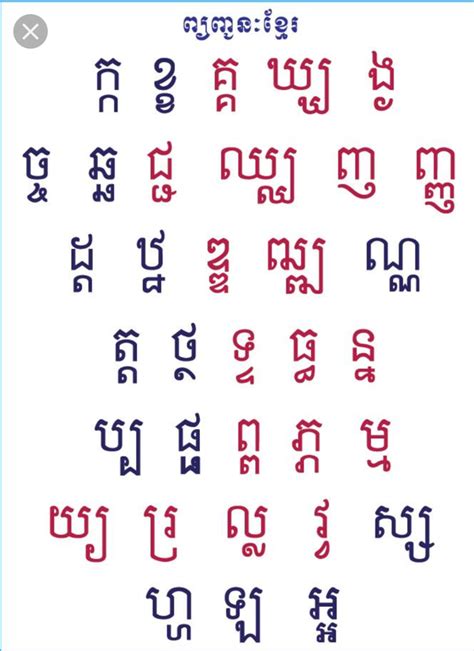 ព្យញ្ជនៈខ្មែរ
ក្ក ខ្ខ គ្គ ឃ្ឃ ង្ង
ច្ច ឆ្ឆ ជ្ជ ឈ្ឈ ញ ញ្ញ
ដ្ដ ឋ្ឋ ឌ្ឌ ឍ្ឍ ណ្ណ
ត្ត ថ្ថ ទ្ទ ធ្ធ ន្ន
ប្ប ផ្ផ ព្ព ភ្ភ ម្ម
យ្យ រ្រ ល្ល វ្វ ស្ស
ហ្ហ ឡ អ្អ